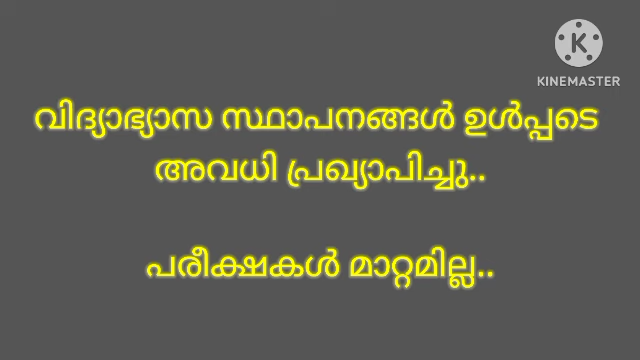 KINEMASTER
വിദ്യാഭ്യാസ സ്ഥാപനങ്ങൾ ഉൾപ്പടെ
അവധി പ്രഖ്യാപിച്ചു..
പരീക്ഷകൾ മാറ്റമില്ല..